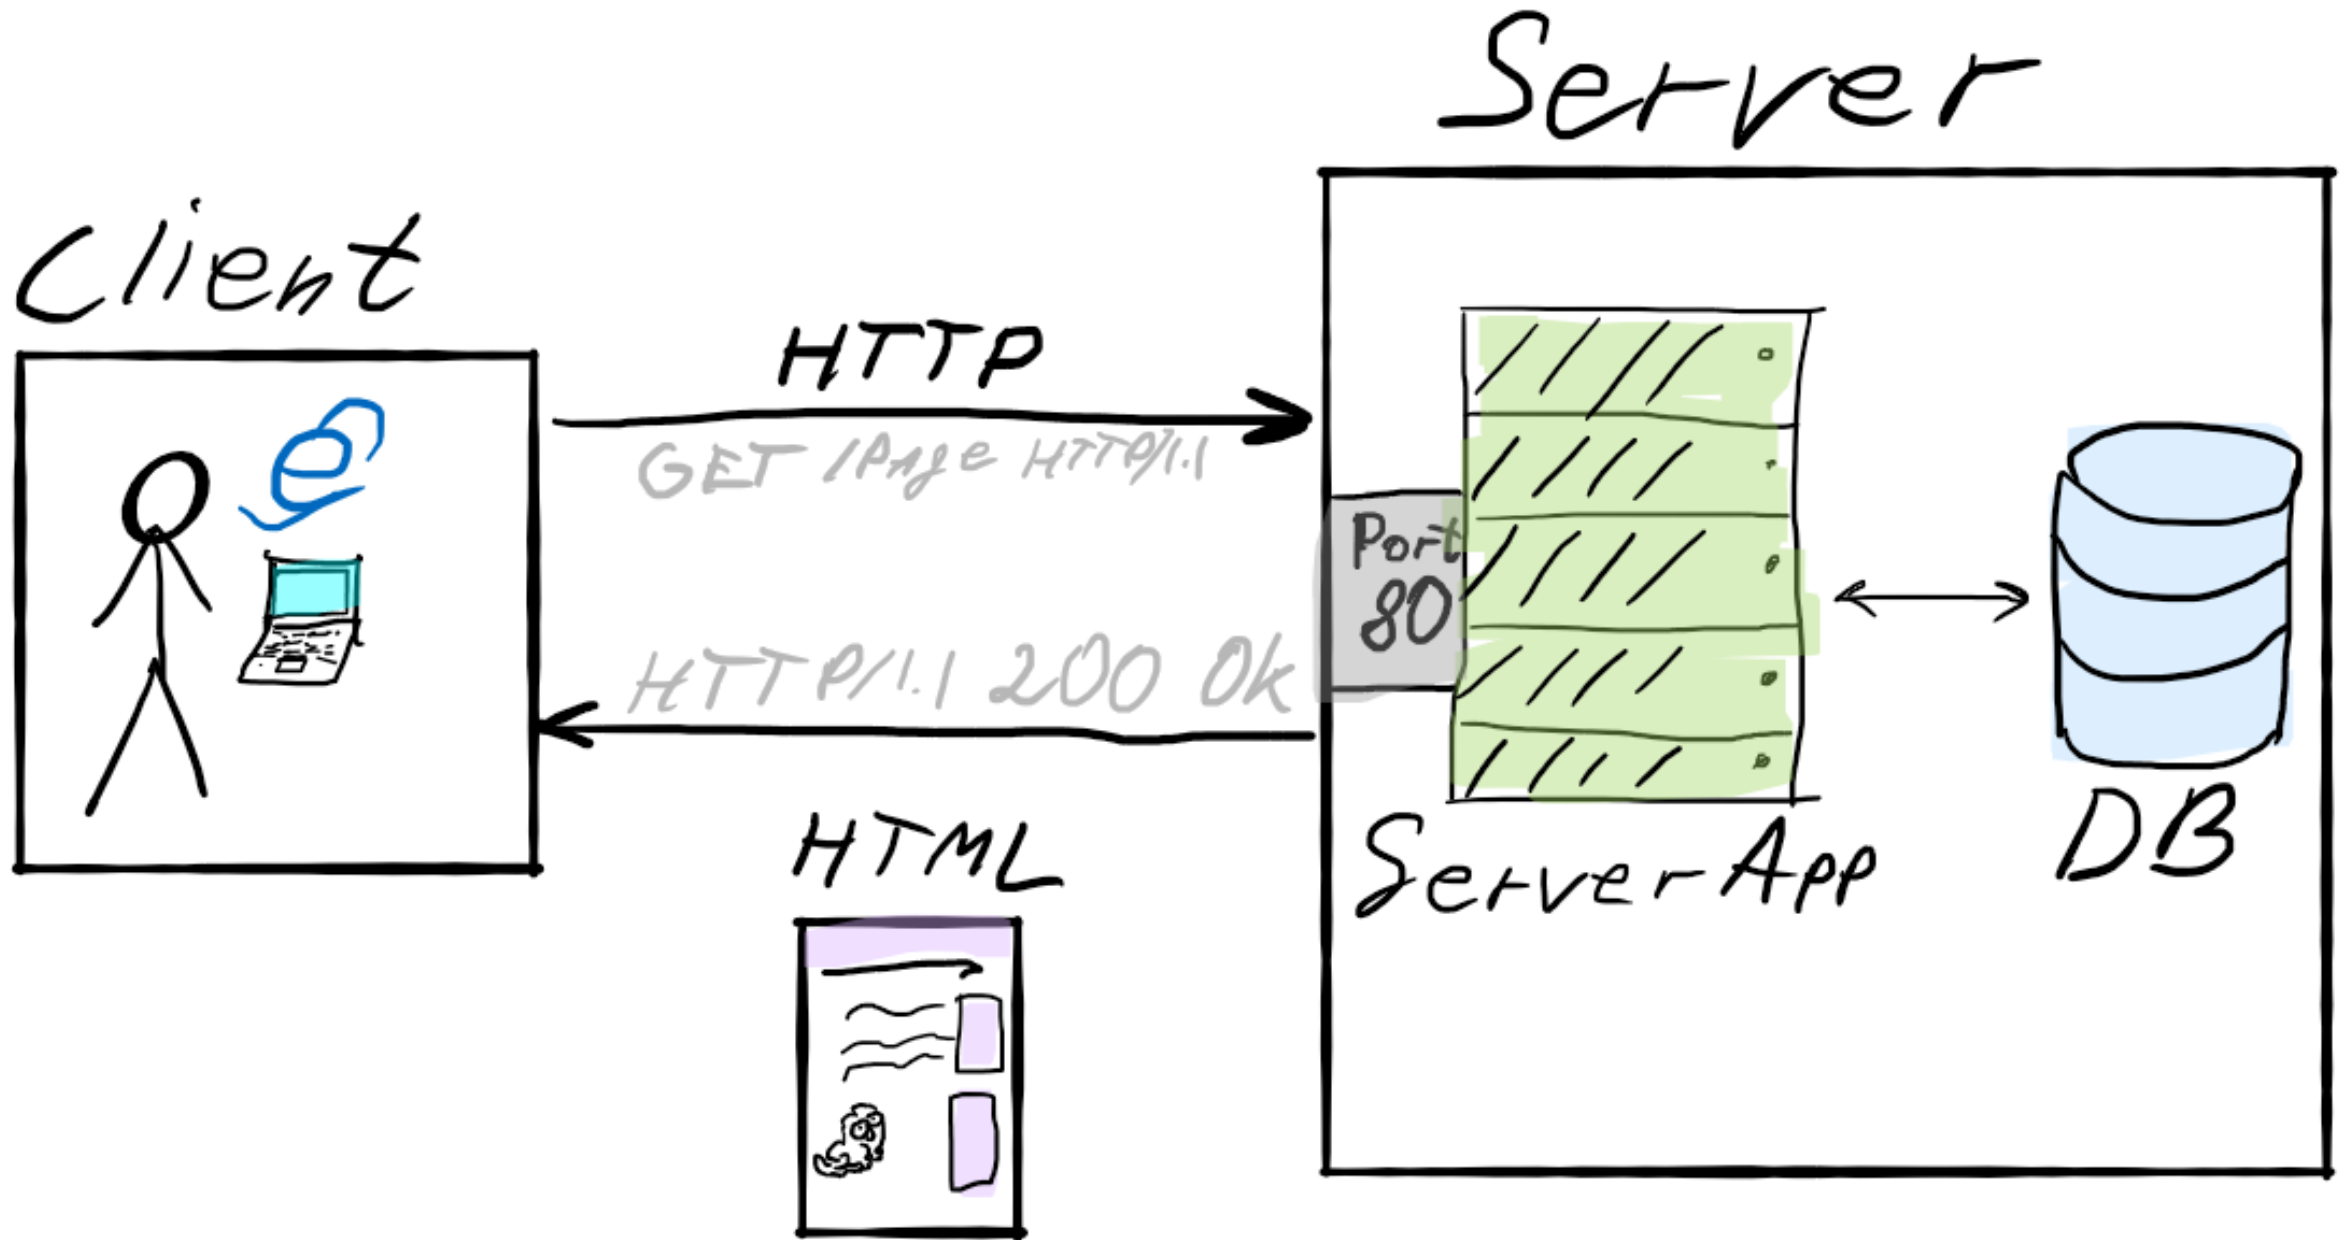 Server
Client
HTTP
GET /Page HTTP/1.1
Port
80
HTTP/1.1 200 Ok
HTML
ServerApp
DB